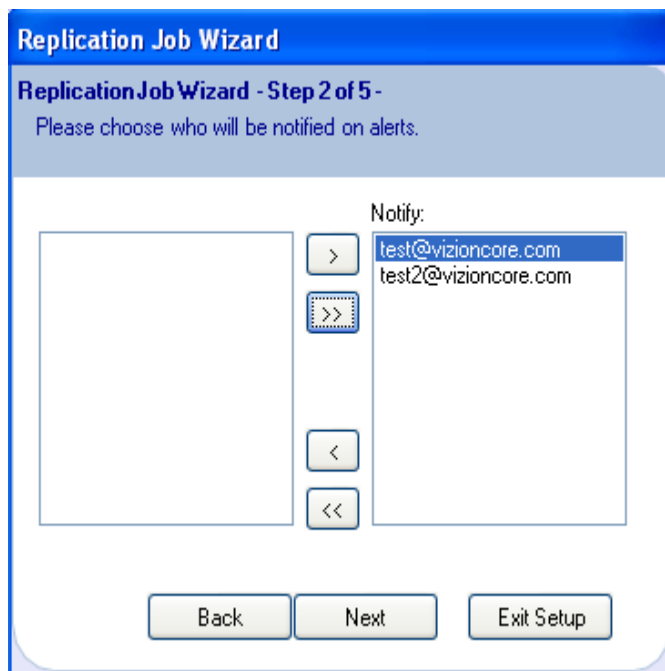 Replication Job Wizard
Replication Job Wizard - Step 2 of 5 -
Please choose who will be notified on alerts.
Notify:
>
test@vizioncore.com
test2@vizioncore.com
>>
<
<<
Back
Next
Exit Setup